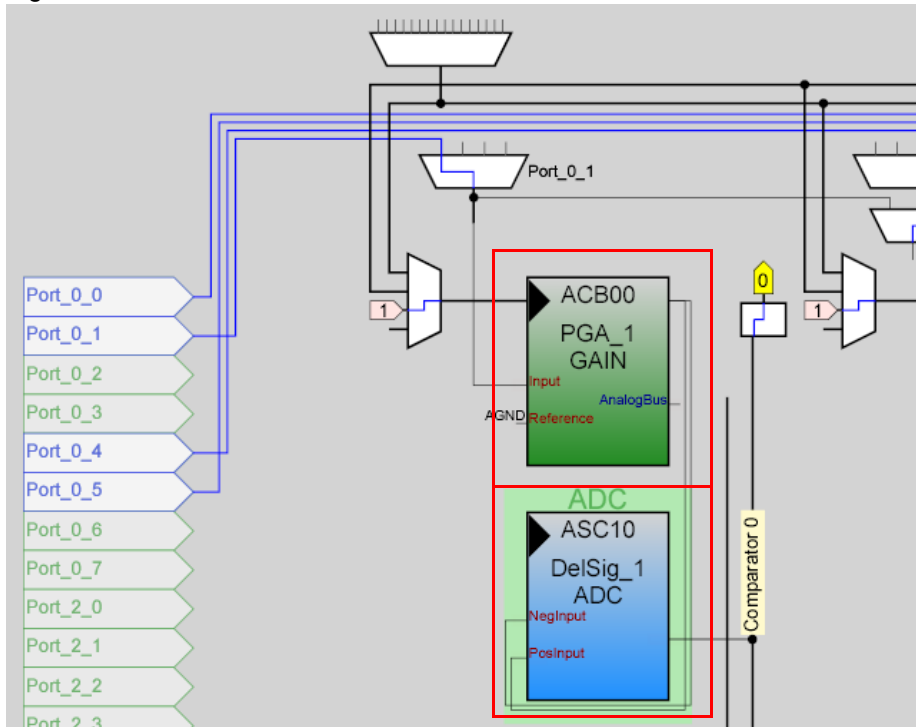 Port_0_1
Port_0_0
Port_0_1
Port_0_2
Port_0_3
Port_0_4
Port_0_5
Port_0_6
Port_0_7
Port_2_0
Port_2_1
Port_2_2
Port_2_3
1
ACB00
PGA_1
GAIN
Input
AnalogBus
AGND
Reference
ADC
ASC10
DelSig_1
ADC
NegInput
PosInput
0
1
Comparator 0